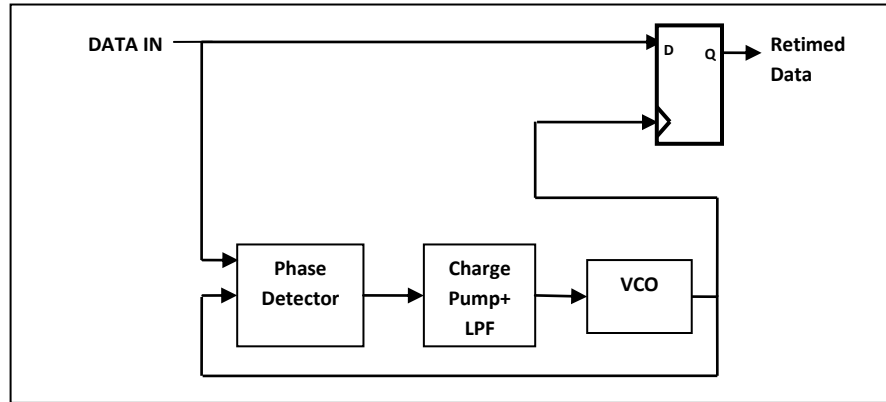 DATA IN
D
Q
Retimed
Data
Phase
Detector
Charge
Pump+
LPF
VCO